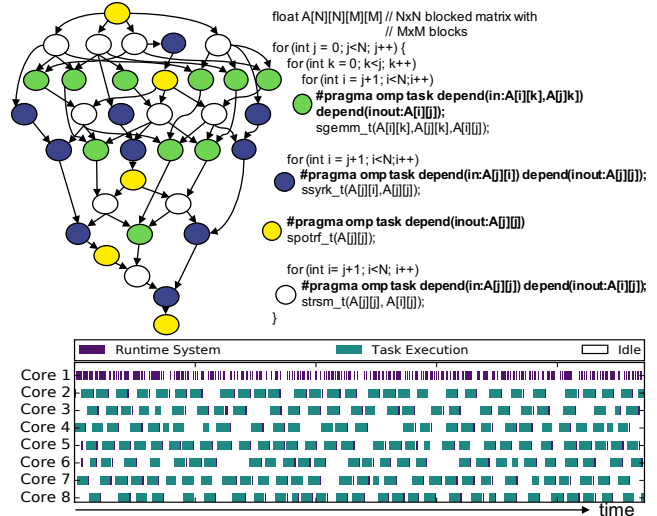 float A[N][N][M][M] // NxN blocked matrix with
// MxM blocks
for (int j = 0; j<N; j++) {
for (int k = 0; k<j; k++)
for (int i = j+1; i<N;i++)
#pragma omp task depend(in:A[i][k],A[j]k])
depend(inout:A[i][j]);
sgemm_t(A[i][k],A[j][k],A[i][j]);
for (int i = j+1; i<N;i++)
#pragma omp task depend(in:A[j][i]) depend(inout:A[j][j]);
ssyrk_t(A[j][i],A[j][j]);
#pragma omp task depend(inout:A[j][j])
spotrf_t(A[j][j]);
for (int i= j+1; i<N; i++)
#pragma omp task depend(in:A[j][j]) depend(inout:A[i][j]);
strsm_t(A[j][j], A[i][j]);
}
Runtime System Task Execution Idle
Core 1
Core 2
Core 3
Core 4
Core 5
Core 6
Core 7
Core 8
time